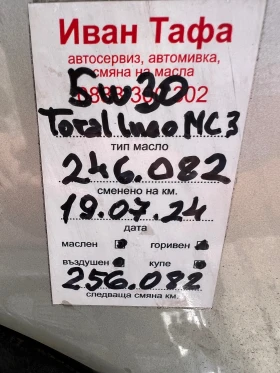 Иван Тафа
автосервиз, автомивка,
смяна на масла
5w30
Total Ineo MC3
тип масло
246.082
сменено на км.
19.07.24
дата
маслен горивен
въздушен купе
256.082
следваща смяна км.